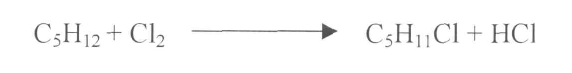 C₅H₁₂ + Cl₂ ⟶ C₅H₁₁Cl + HCl